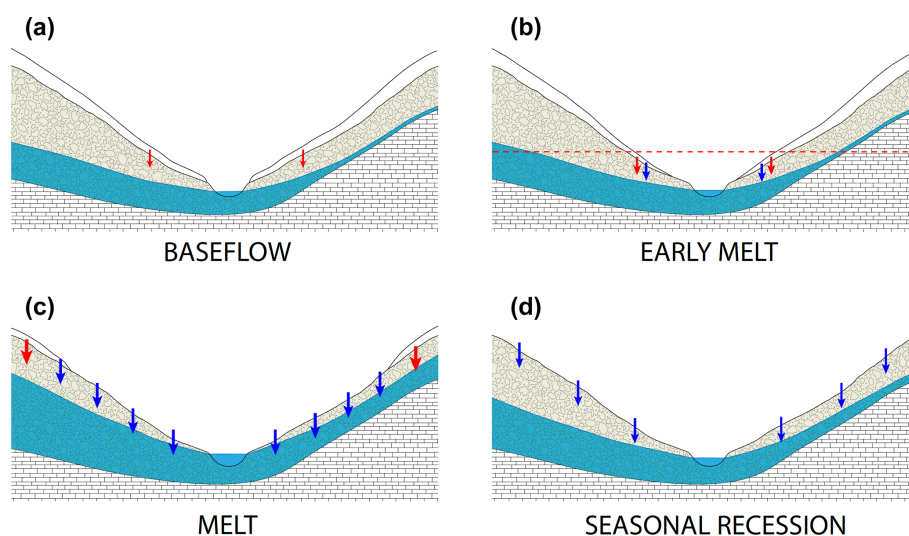 (a)
(b)
BASEFLOW
EARLY MELT
(c)
(d)
MELT
SEASONAL RECESSION